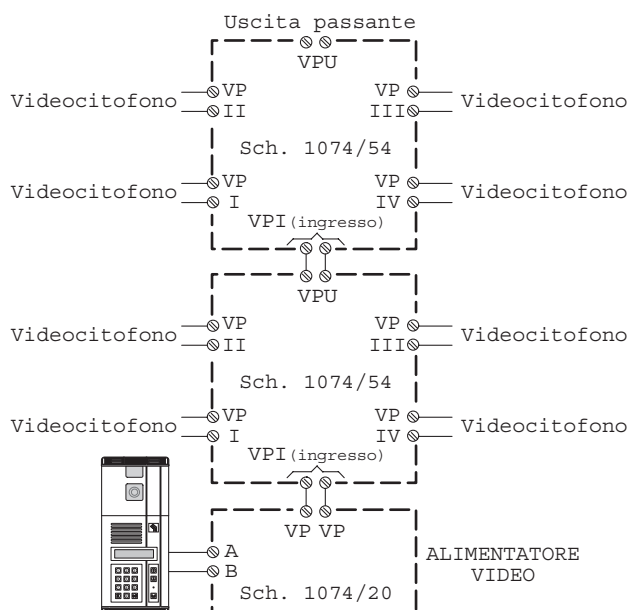 Uscita passante
VPU
VP VP
Videocitofono Videocitofono
II III
Sch. 1074/54
VP VP
Videocitofono Videocitofono
I IV
VPI(ingresso)
VPU
VP VP
Videocitofono Videocitofono
II III
Sch. 1074/54
VP VP
Videocitofono Videocitofono
I IV
VPI(ingresso)
VP VP
A
B
Sch. 1074/20
ALIMENTATORE
VIDEO